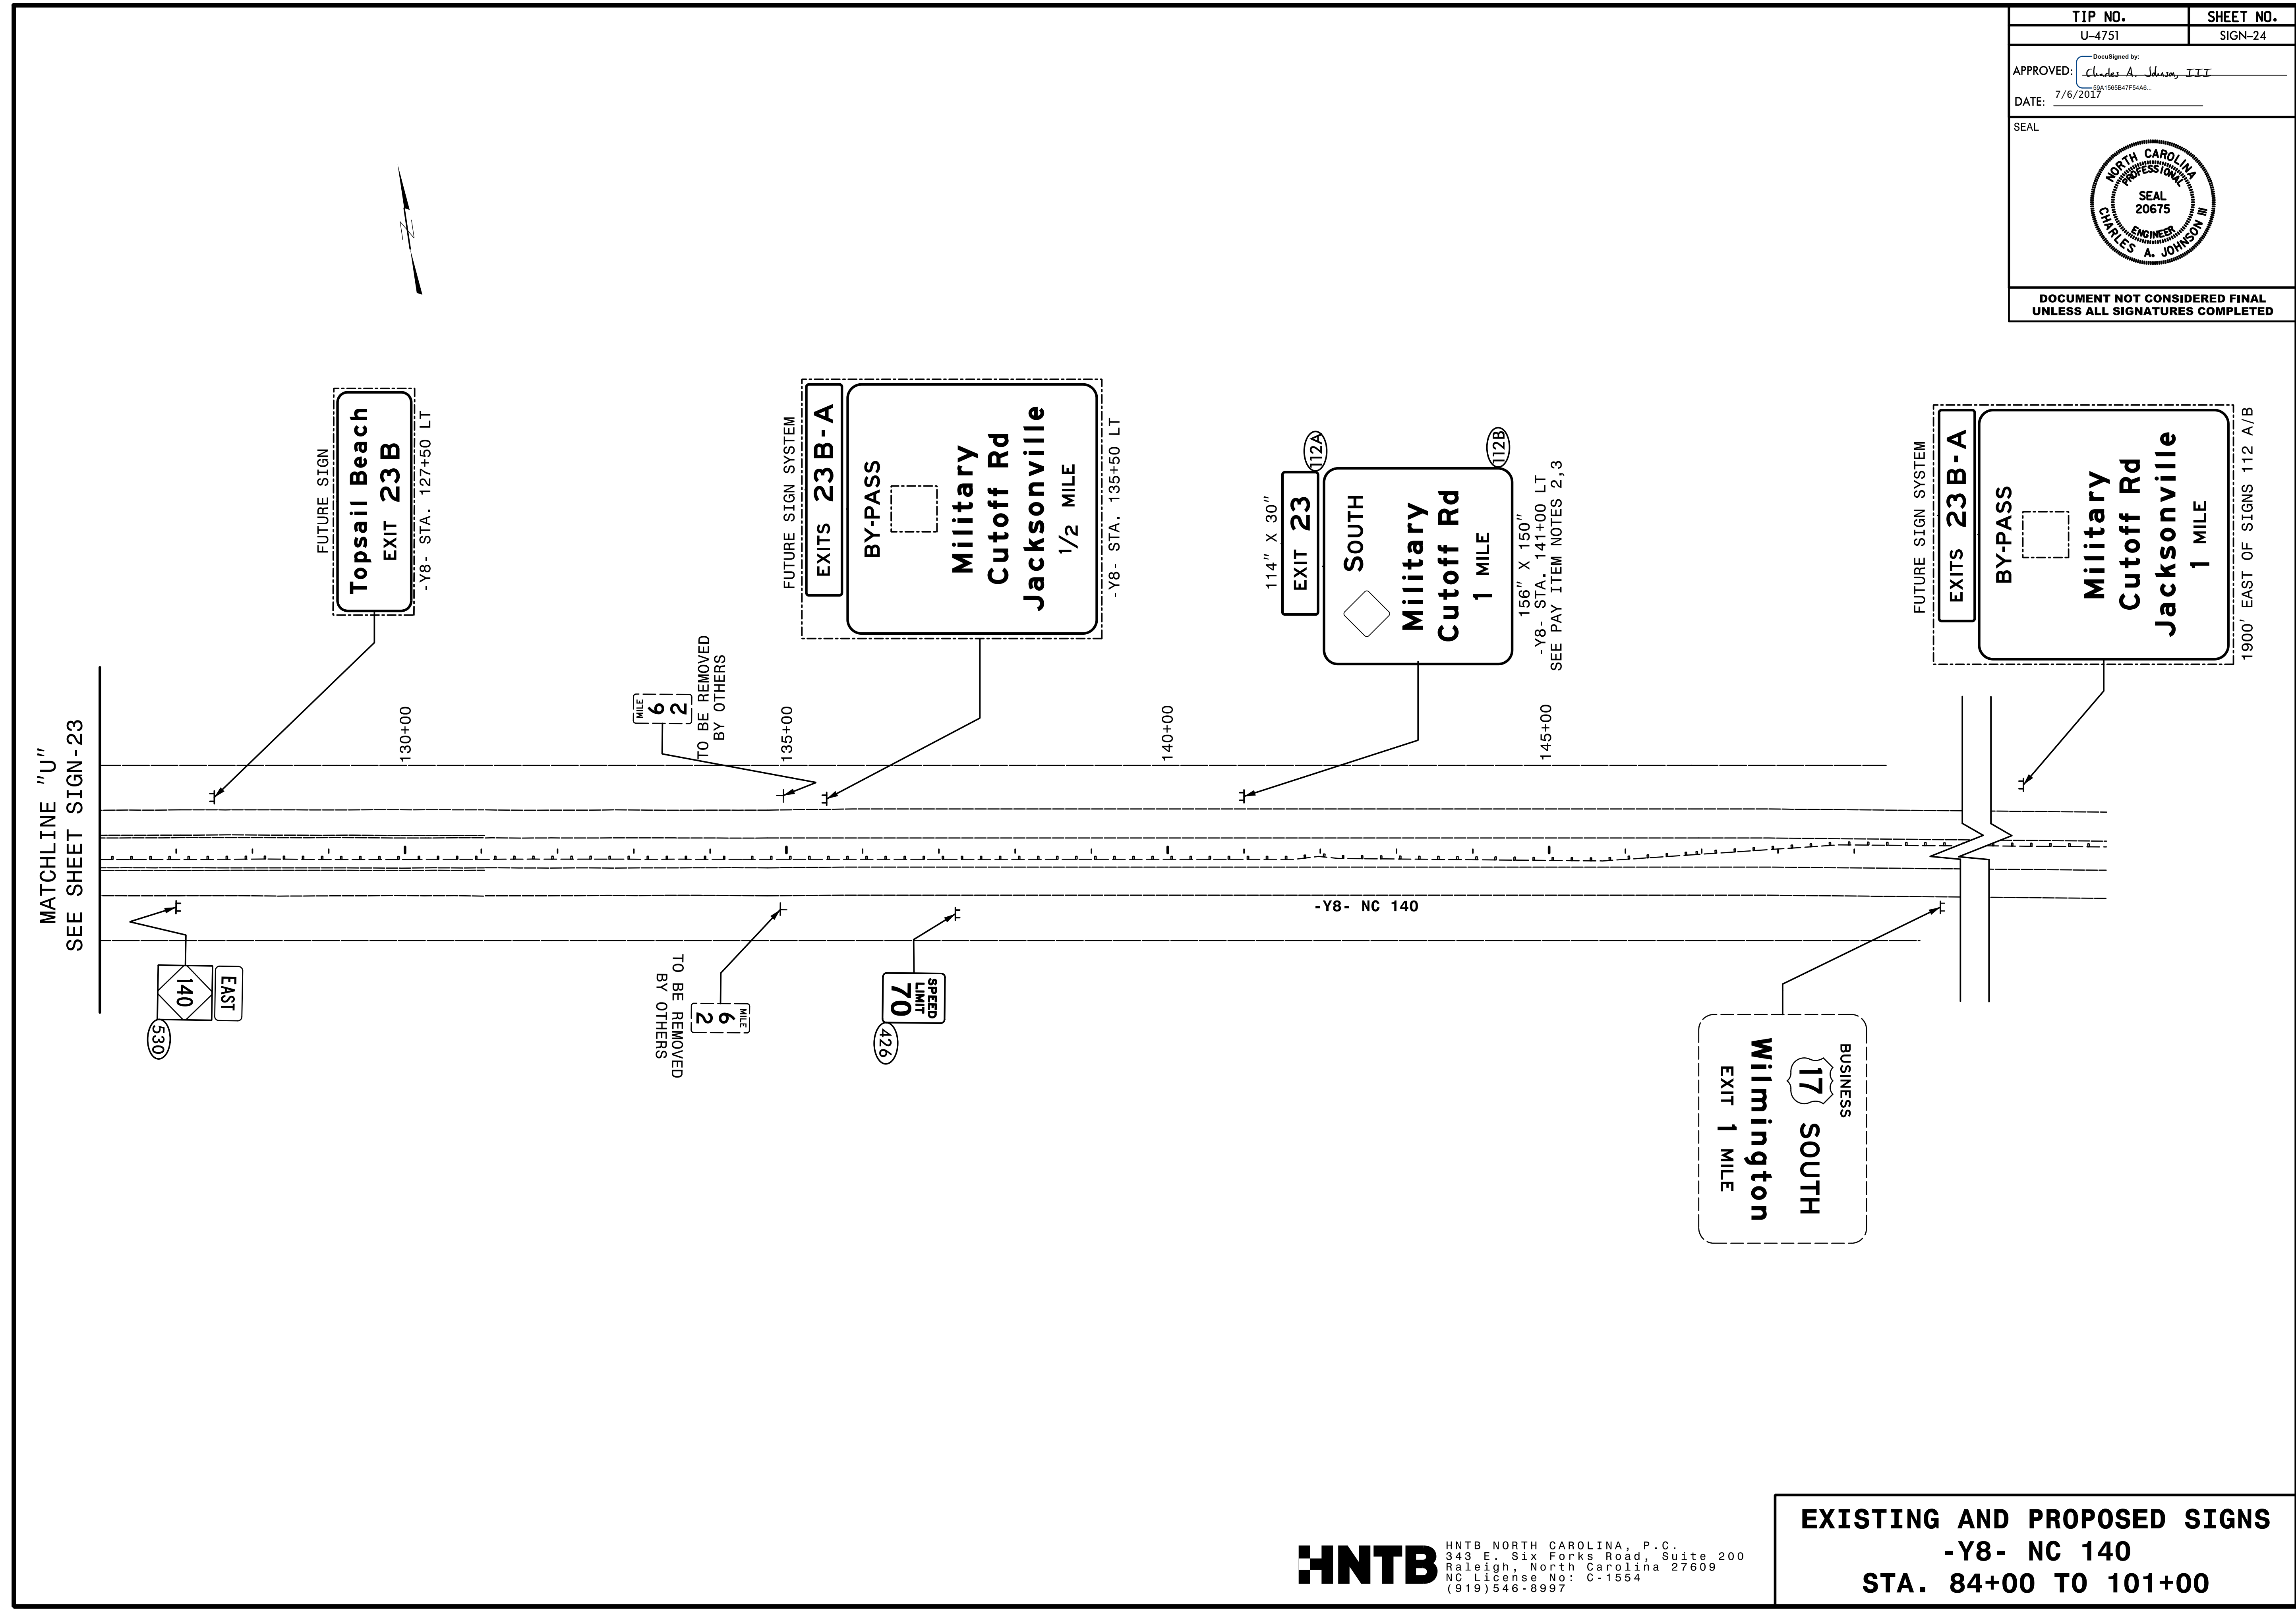 TIP NO.
SHEET NO.
U-4751
SIGN-24
DocuSigned by:
APPROVED: Charles A. Johnson, III
59A1565B47F54A6...
DATE: 7/6/2017
SEAL
NORTH CAROLINA
PROFESSIONAL
SEAL
20675
ENGINEER
CHARLES A. JOHNSON III
DOCUMENT NOT CONSIDERED FINAL
UNLESS ALL SIGNATURES COMPLETED
MATCHLINE "U"
SEE SHEET SIGN-23
FUTURE SIGN
Topsail Beach
EXIT 23B
-Y8- STA. 127+50 LT
130+00
MILE
6
2
TO BE REMOVED
BY OTHERS
135+00
FUTURE SIGN SYSTEM
EXITS 23B-A
BY-PASS
Military
Cutoff Rd
Jacksonville
1/2 MILE
-Y8- STA. 135+50 LT
140+00
114" X 30"
EXIT 23
112A
SOUTH
Military
Cutoff Rd
1 MILE
112B
156" X 150"
-Y8- STA. 141+00 LT
SEE PAY ITEM NOTES 2,3
145+00
FUTURE SIGN SYSTEM
EXITS 23B-A
BY-PASS
Military
Cutoff Rd
Jacksonville
1 MILE
1900' EAST OF SIGNS 112 A/B
-Y8- NC 140
EAST
140
530
TO BE REMOVED
BY OTHERS
MILE
6
2
SPEED
LIMIT
70
426
BUSINESS
17 SOUTH
Wilmington
EXIT 1 MILE
HNTB
HNTB NORTH CAROLINA, P.C.
343 E. Six Forks Road, Suite 200
Raleigh, North Carolina 27609
NC License No: C-1554
(919)546-8997
EXISTING AND PROPOSED SIGNS
-Y8- NC 140
STA. 84+00 TO 101+00
N